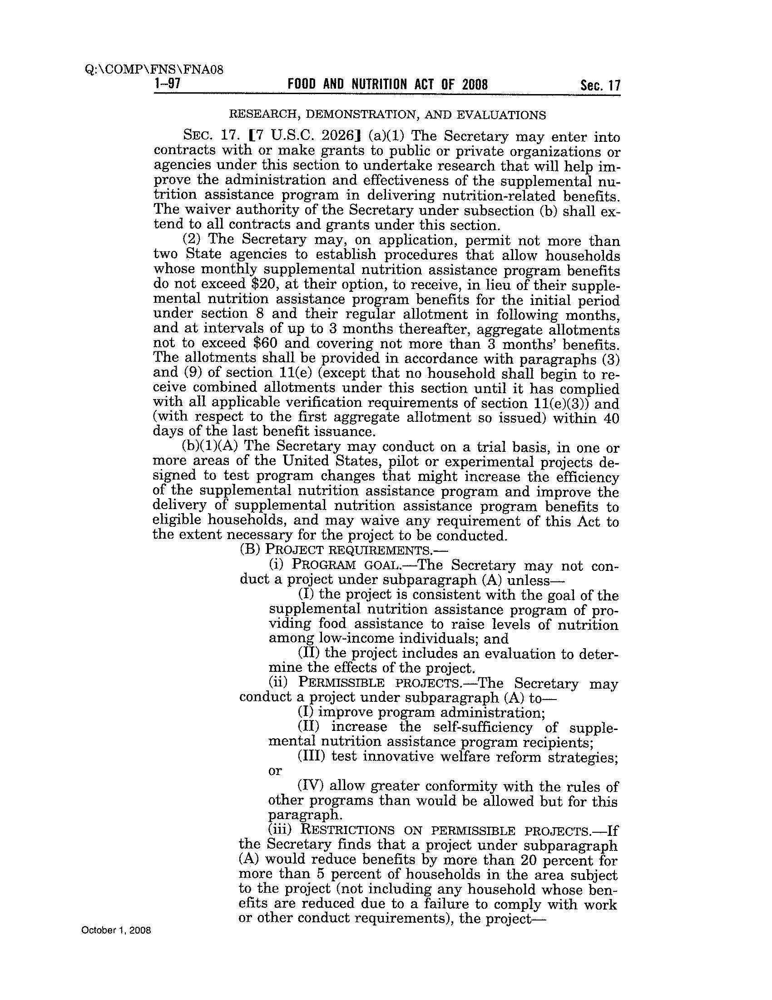 Q:\COMP\FNS\FNA08
1–97 FOOD AND NUTRITION ACT OF 2008 Sec. 17
RESEARCH, DEMONSTRATION, AND EVALUATIONS
SEC. 17. [7 U.S.C. 2026] (a)(1) The Secretary may enter into
contracts with or make grants to public or private organizations or
agencies under this section to undertake research that will help im-
prove the administration and effectiveness of the supplemental nu-
trition assistance program in delivering nutrition-related benefits.
The waiver authority of the Secretary under subsection (b) shall ex-
tend to all contracts and grants under this section.
(2) The Secretary may, on application, permit not more than
two State agencies to establish procedures that allow households
whose monthly supplemental nutrition assistance program benefits
do not exceed $20, at their option, to receive, in lieu of their supple-
mental nutrition assistance program benefits for the initial period
under section 8 and their regular allotment in following months,
and at intervals of up to 3 months thereafter, aggregate allotments
not to exceed $60 and covering not more than 3 months' benefits.
The allotments shall be provided in accordance with paragraphs (3)
and (9) of section 11(e) (except that no household shall begin to re-
ceive combined allotments under this section until it has complied
with all applicable verification requirements of section 11(e)(3)) and
(with respect to the first aggregate allotment so issued) within 40
days of the last benefit issuance.
(b)(1)(A) The Secretary may conduct on a trial basis, in one or
more areas of the United States, pilot or experimental projects de-
signed to test program changes that might increase the efficiency
of the supplemental nutrition assistance program and improve the
delivery of supplemental nutrition assistance program benefits to
eligible households, and may waive any requirement of this Act to
the extent necessary for the project to be conducted.
(B) PROJECT REQUIREMENTS.—
(i) PROGRAM GOAL.—The Secretary may not con-
duct a project under subparagraph (A) unless—
(I) the project is consistent with the goal of the
supplemental nutrition assistance program of pro-
viding food assistance to raise levels of nutrition
among low-income individuals; and
(II) the project includes an evaluation to deter-
mine the effects of the project.
(ii) PERMISSIBLE PROJECTS.—The Secretary may
conduct a project under subparagraph (A) to—
(I) improve program administration;
(II) increase the self-sufficiency of supple-
mental nutrition assistance program recipients;
(III) test innovative welfare reform strategies;
or
(IV) allow greater conformity with the rules of
other programs than would be allowed but for this
paragraph.
(iii) RESTRICTIONS ON PERMISSIBLE PROJECTS.—If
the Secretary finds that a project under subparagraph
(A) would reduce benefits by more than 20 percent for
more than 5 percent of households in the area subject
to the project (not including any household whose ben-
efits are reduced due to a failure to comply with work
or other conduct requirements), the project—
October 1, 2008